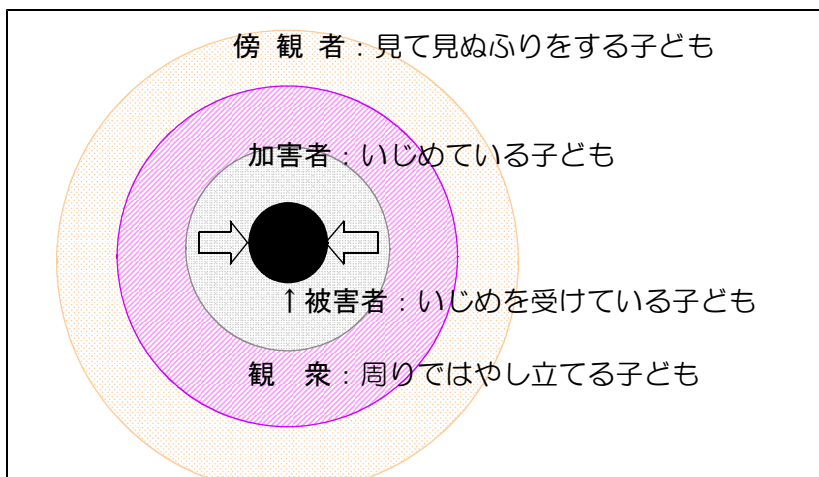 傍 観 者：見て見ぬふりをする子ども
加害者：いじめている子ども
↑被害者：いじめを受けている子ども
観　衆：周りではやし立てる子ども